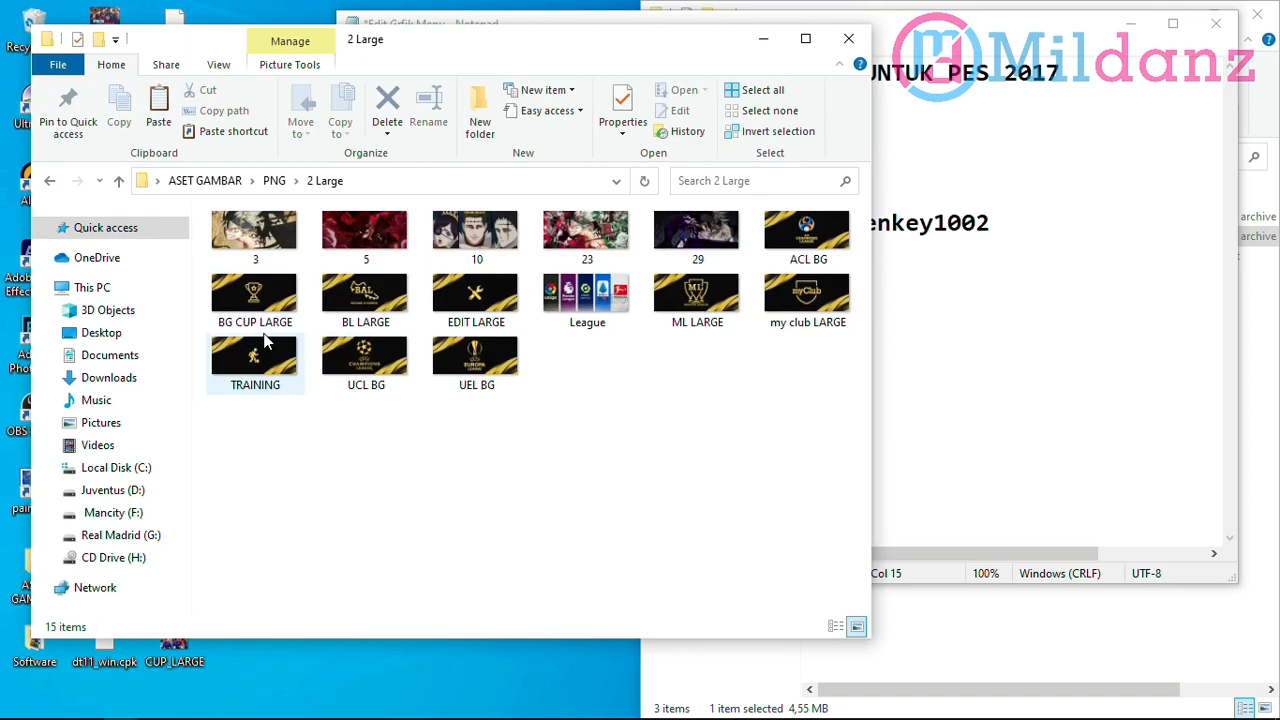 *Edit Grfik Menu - Notepad
Manage
2 Large
File
Home
Share
View
Picture Tools
Mildanz
UNTUK PES 2017
Pin to Quick access
Copy
Paste
Cut
Copy path
Paste shortcut
Clipboard
Move to
Copy to
Delete
Rename
Organize
New folder
New item
Easy access
New
Properties
Open
Edit
History
Open
Select all
Select none
Invert selection
Select
ASET GAMBAR
PNG
2 Large
Search 2 Large
enkey1002
archive
archive
Quick access
OneDrive
This PC
3D Objects
Desktop
Documents
Downloads
Music
Pictures
Videos
Local Disk (C:)
Juventus (D:)
Mancity (F:)
Real Madrid (G:)
CD Drive (H:)
Network
3
5
10
23
29
ACL BG
BG CUP LARGE
BL LARGE
EDIT LARGE
League
ML LARGE
my club LARGE
TRAINING
UCL BG
UEL BG
15 items
Col 15
100%
Windows (CRLF)
UTF-8
Software
dt11_win.cpk
CUP_LARGE
3 items
1 item selected 4,55 MB